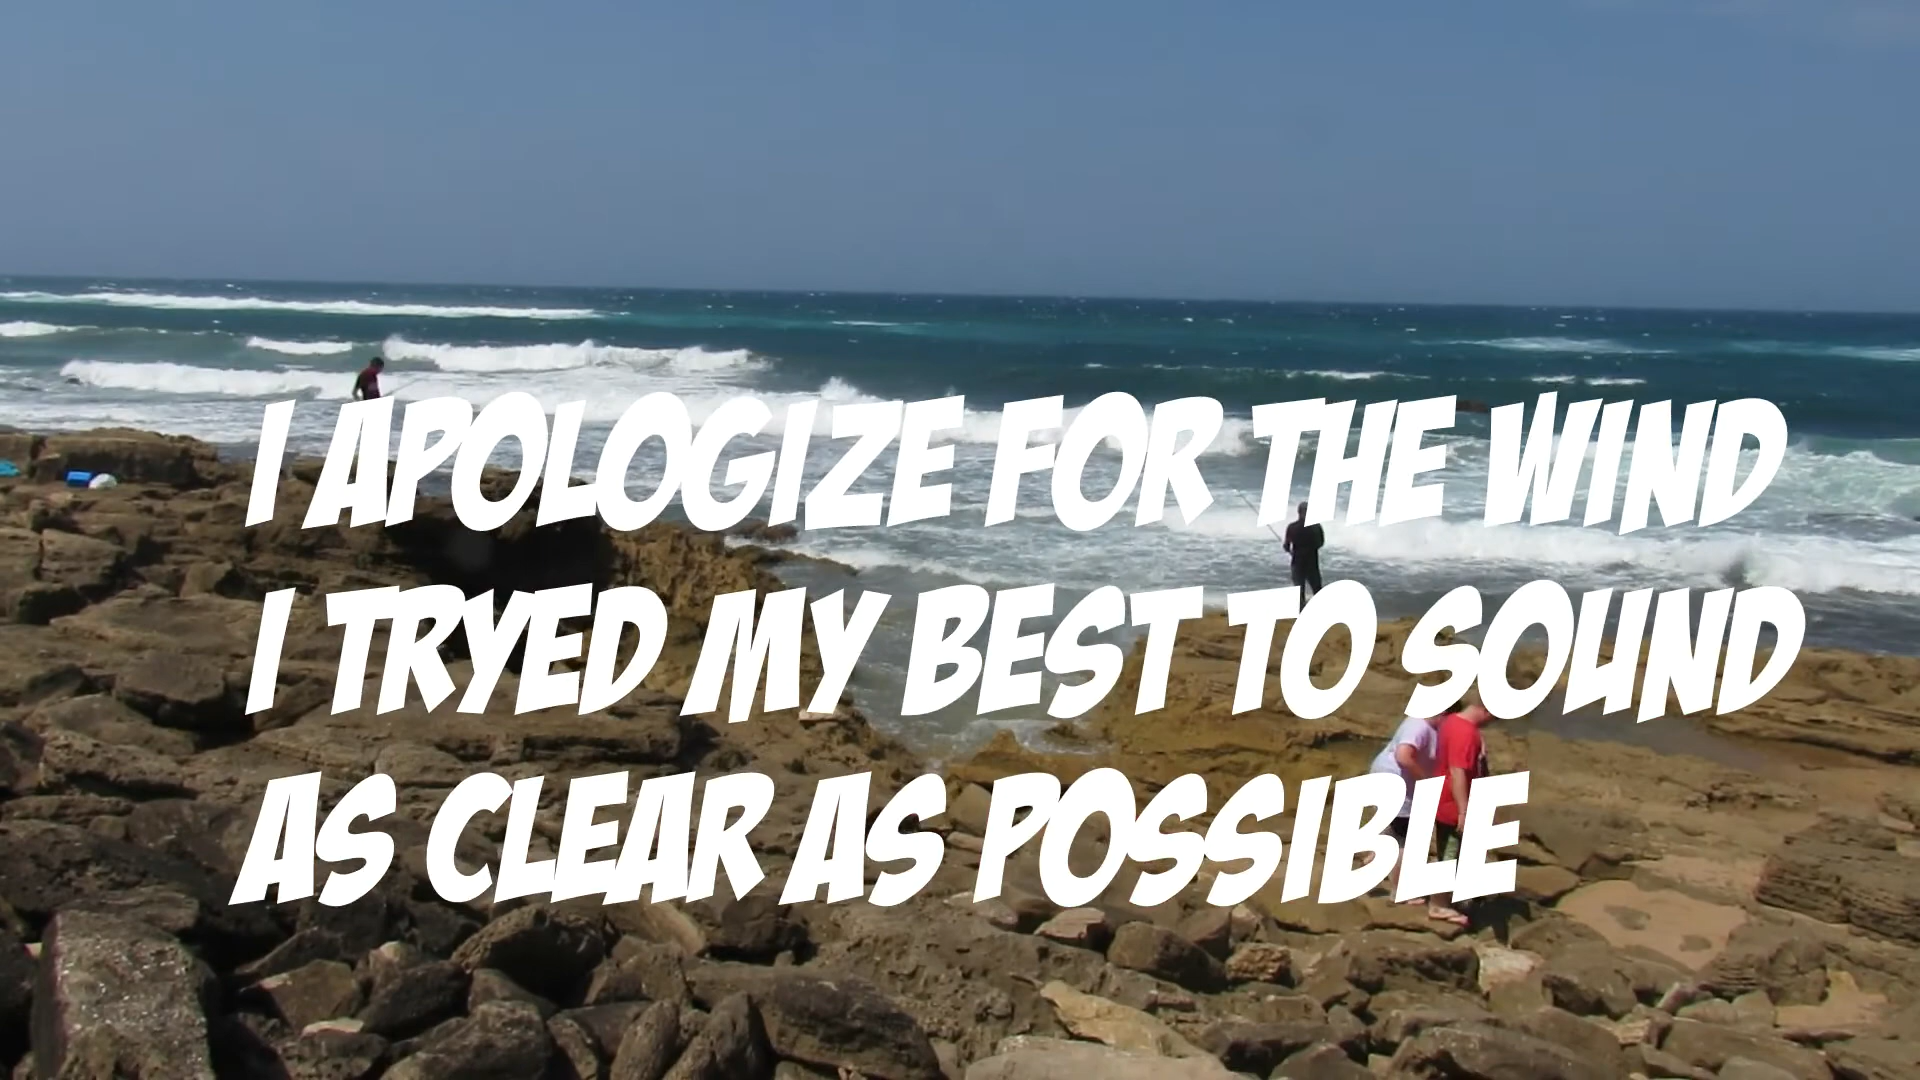 I APOLOGIZE FOR THE WIND
I TRYED MY BEST TO SOUND
AS CLEAR AS POSSIBLE